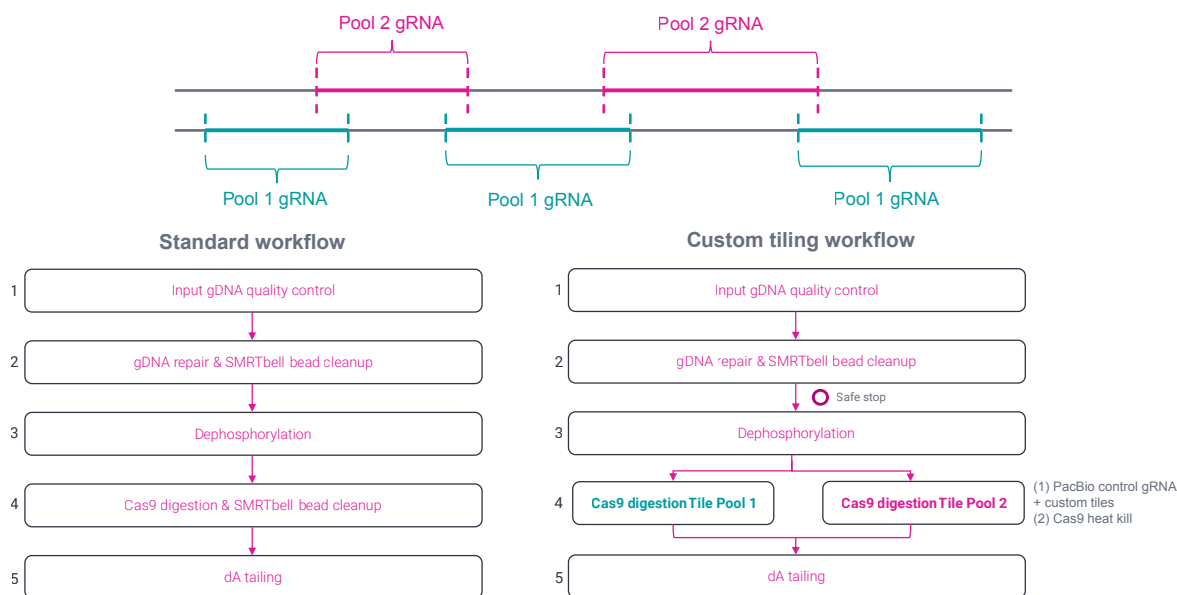 Pool 2 gRNA
Pool 2 gRNA
Pool 1 gRNA
Pool 1 gRNA
Pool 1 gRNA
Standard workflow
1
Input gDNA quality control
2
gDNA repair & SMRTbell bead cleanup
3
Dephosphorylation
4
Cas9 digestion & SMRTbell bead cleanup
5
dA tailing
Custom tiling workflow
1
Input gDNA quality control
2
gDNA repair & SMRTbell bead cleanup
Safe stop
3
Dephosphorylation
4
Cas9 digestion Tile Pool 1
Cas9 digestion Tile Pool 2
(1) PacBio control gRNA
+ custom tiles
(2) Cas9 heat kill
5
dA tailing